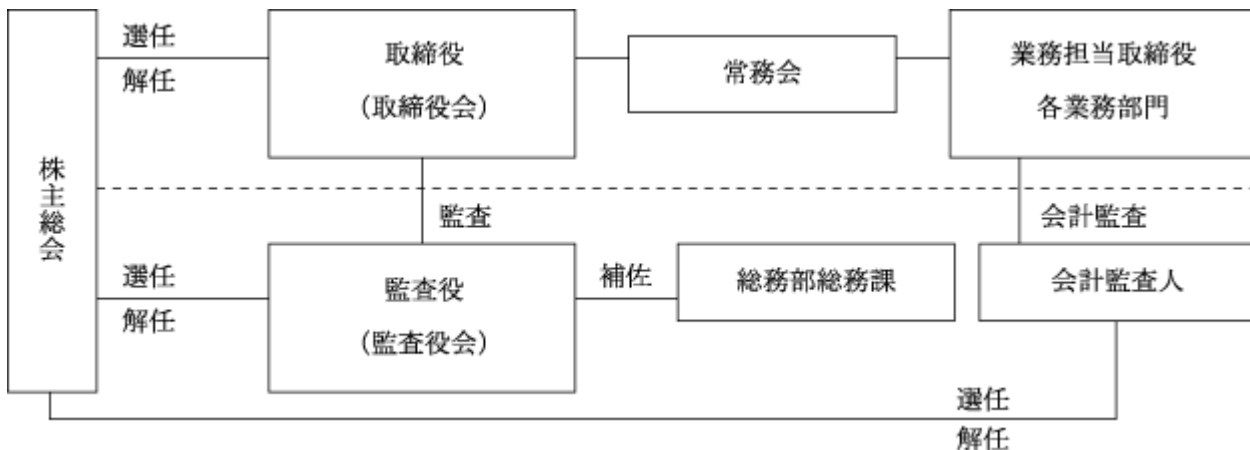 選任
解任
取締役
（取締役会）
常務会
業務担当取締役
各業務部門
株主総会
監査
会計監査
選任
解任
監査役
（監査役会）
補佐
総務部総務課
会計監査人
選任
解任